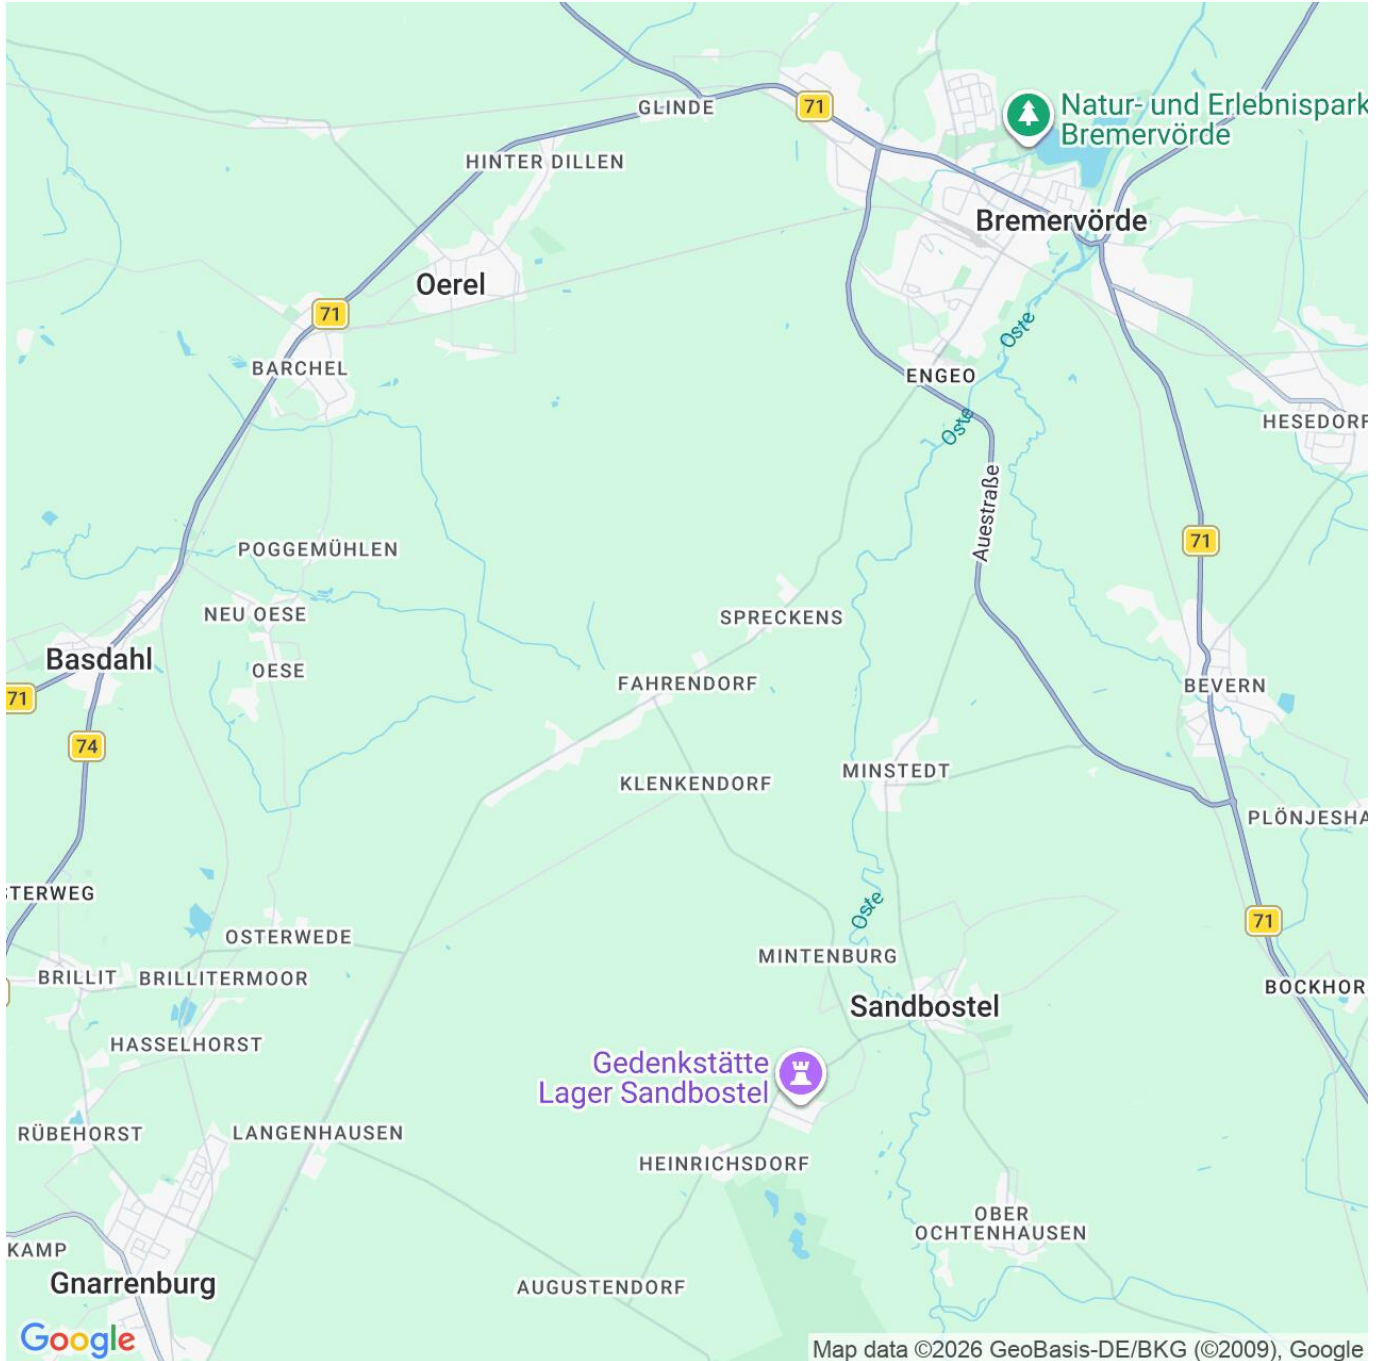 GLINDE
71
Natur- und Erlebnispark
Bremervörde
HINTER DILLEN
Bremervörde
Oerel
71
Oste
BARCHEL
ENGEO
HESEDORF
Oste
Auestraße
71
POGGEMÜHLEN
NEU OESE
SPRECKENS
Basdahl
OESE
FAHRENDORF
BEVERN
71
74
MINSTEDT
KLENKENDORF
PLÖNJESHA
STERWEG
Oste
71
OSTERWEDE
MINTENBURG
BRILLIT
BRILLITERMOOR
BOCKHOR
Sandbostel
HASSELHORST
Gedenkstätte
Lager Sandbostel
RÜBEHORST
LANGENHAUSEN
HEINRICHSDORF
OBER
OCHTENHAUSEN
KAMP
Gnarrenburg
AUGUSTENDORF
Google
Map data ©2026 GeoBasis-DE/BKG (©2009), Google